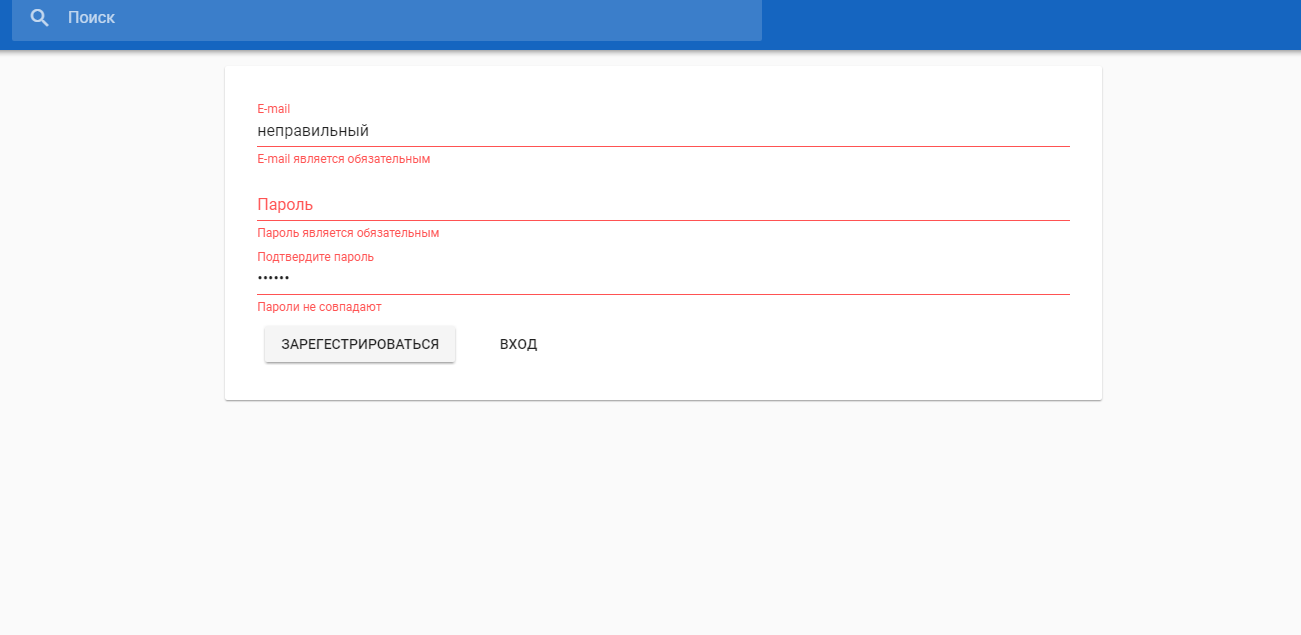 Поиск
E-mail
неправильный
E-mail является обязательным
Пароль
Пароль является обязательным
Подтвердите пароль
••••••
Пароли не совпадают
ЗАРЕГЕСТРИРОВАТЬСЯ ВХОД